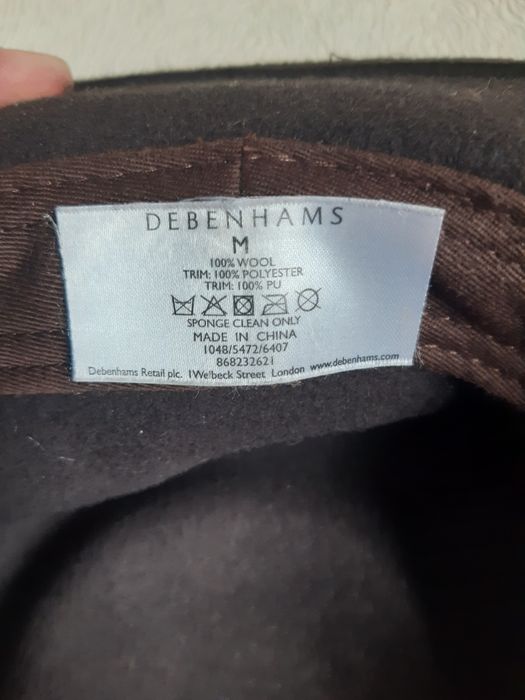 DEBENHAMS
M
100% WOOL
TRIM: 100% POLYESTER
TRIM: 100% PU
SPONGE CLEAN ONLY
MADE IN CHINA
1048/5472/6407
868232621
Debenhams Retail plc. 1 Welbeck Street London www.debenhams.com